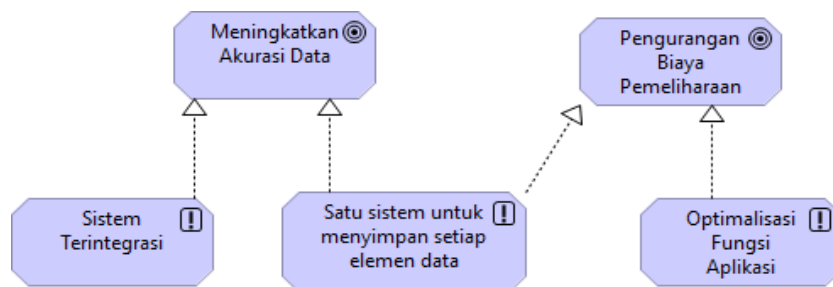 Meningkatkan
Akurasi Data
Pengurangan
Biaya
Pemeliharaan
Sistem
Terintegrasi
Satu sistem untuk
menyimpan setiap
elemen data
Optimalisasi
Fungsi
Aplikasi